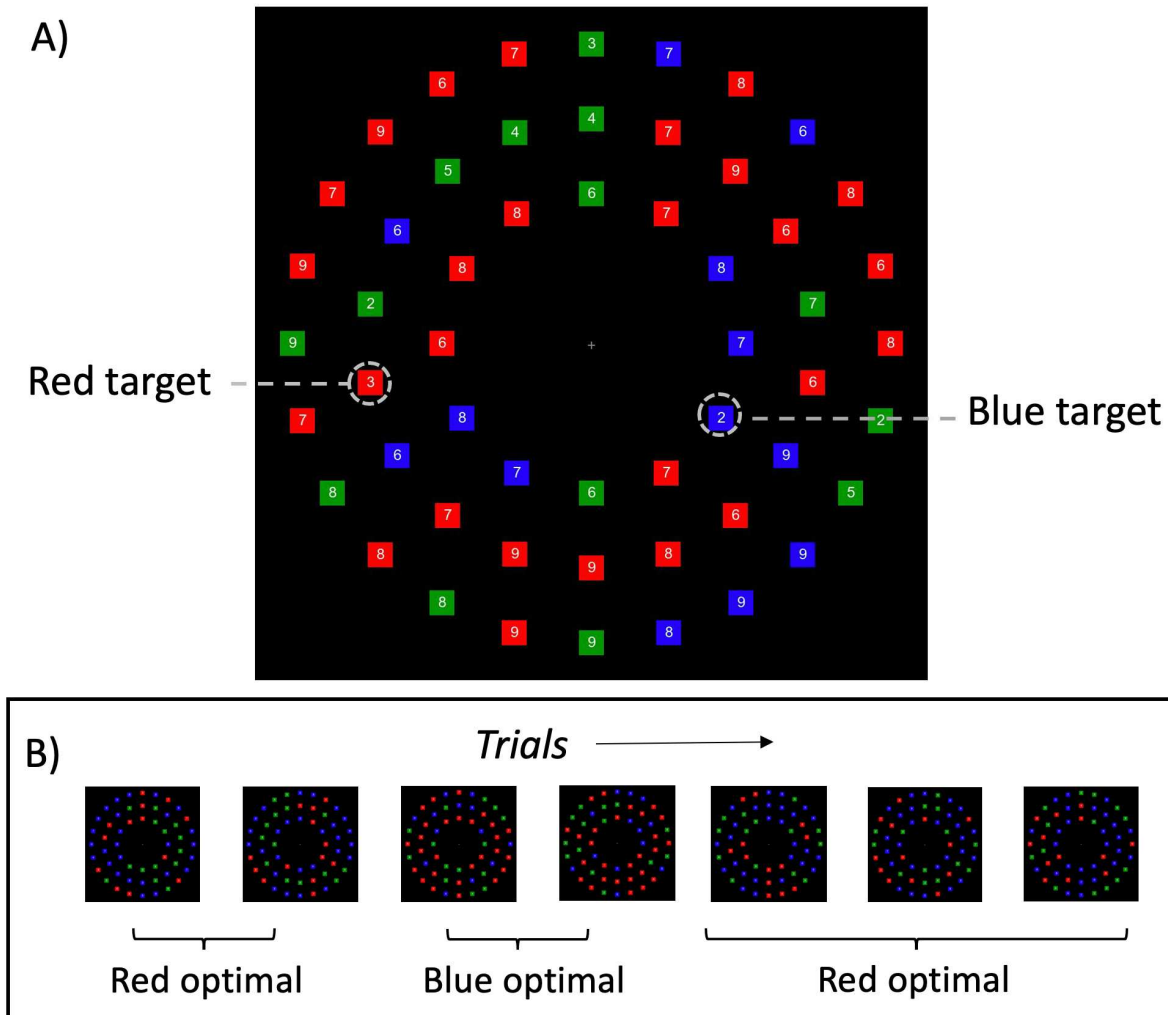 A)
3
7 7
6 8
4
9 4 7 6
5 9
7 6 8
8 7
6 6
9 8 8 6
2 7
9 6 7 8
Red target 3 6
7 8 2 2 Blue target
6 9
7 7
8 6 5
7 6
8 9 8 9
9
8 9
9 8
9
B) Trials
Red optimal Blue optimal Red optimal